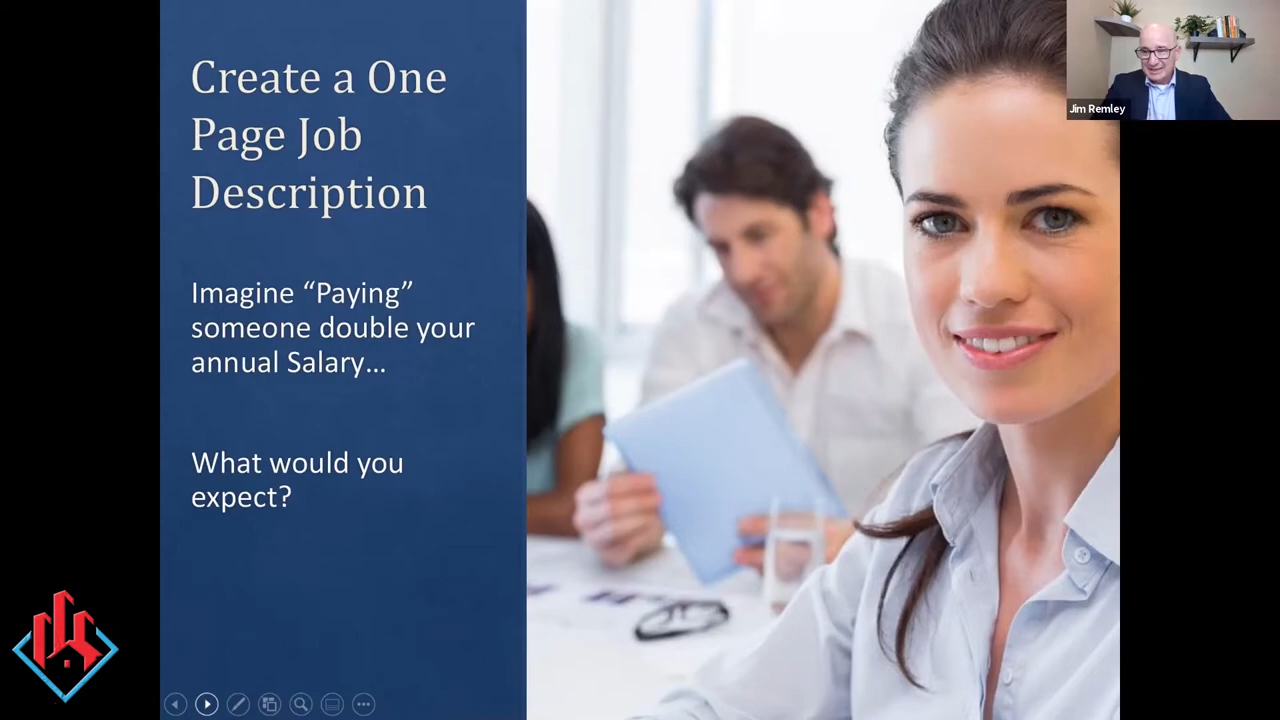 Create a One
Page Job
Description
Imagine “Paying”
someone double your
annual Salary…
What would you
expect?
Jim Remley